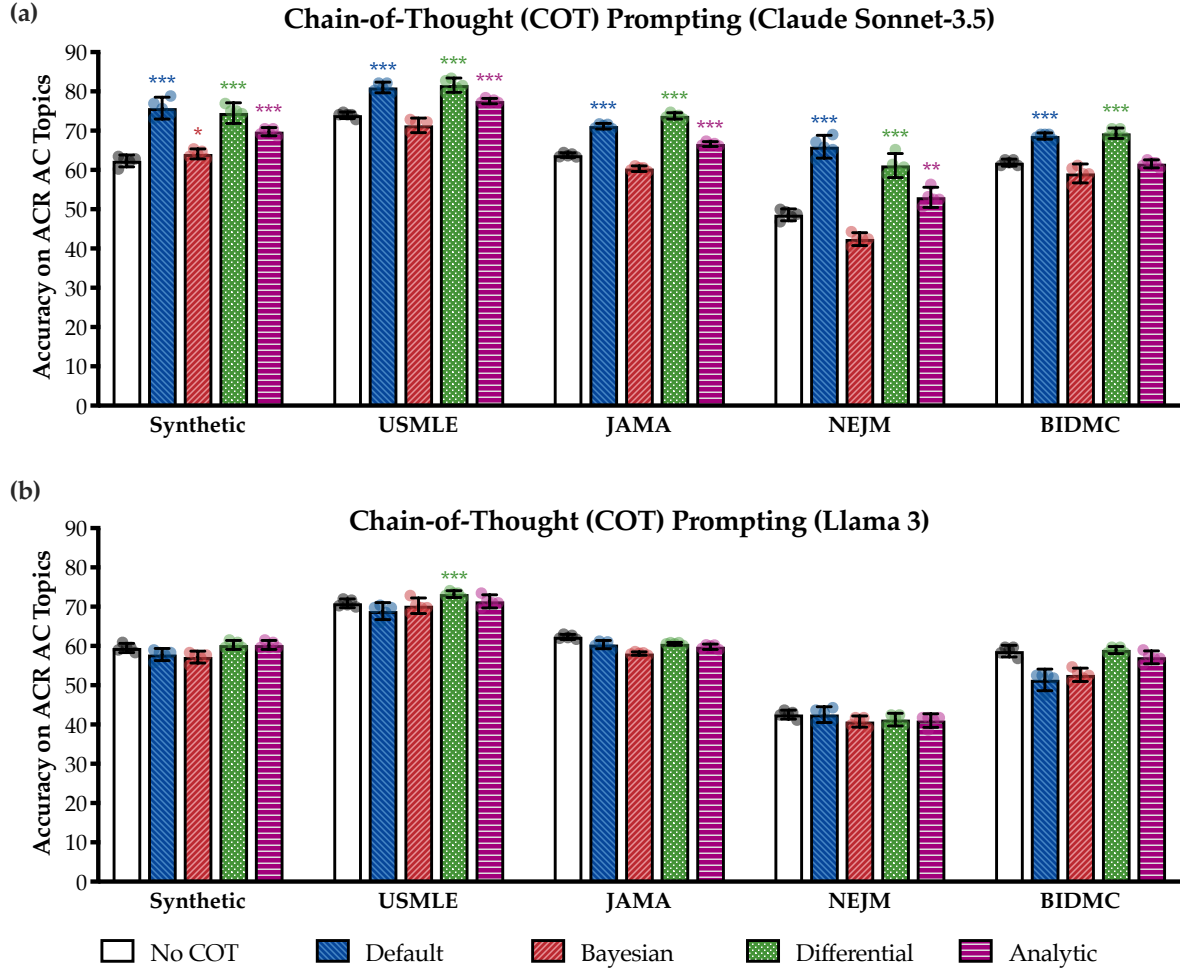 (a)
Chain-of-Thought (COT) Prompting (Claude Sonnet-3.5)
Accuracy on ACR AC Topics
90
80
70
60
50
40
30
20
10
0
*** *** * *** *** *** *** *** *** *** *** *** ** *** ***
Synthetic USMLE JAMA NEJM BIDMC
(b)
Chain-of-Thought (COT) Prompting (Llama 3)
Accuracy on ACR AC Topics
90
80
70
60
50
40
30
20
10
0
***
Synthetic USMLE JAMA NEJM BIDMC
No COT Default Bayesian Differential Analytic